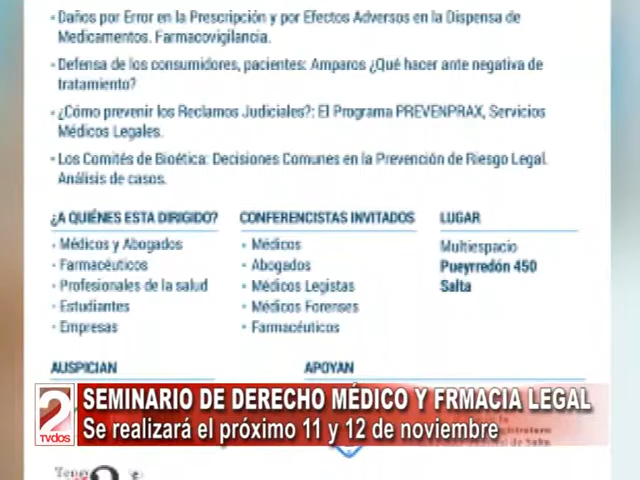 • Daños por Error en la Prescripción y por Efectos Adversos en la Dispensa de
Medicamentos. Farmacovigilancia.
• Defensa de los consumidores, pacientes: Amparos ¿Qué hacer ante negativa de
tratamiento?
• ¿Cómo prevenir los Reclamos Judiciales?: El Programa PREVENPRAX, Servicios
Médicos Legales.
• Los Comités de Bioética: Decisiones Comunes en la Prevención de Riesgo Legal.
Análisis de casos.
¿A QUIÉNES ESTA DIRIGIDO?
• Médicos y Abogados
• Farmacéuticos
• Profesionales de la salud
• Estudiantes
• Empresas
CONFERENCISTAS INVITADOS
• Médicos
• Abogados
• Médicos Legistas
• Médicos Forenses
• Farmacéuticos
LUGAR
Multiespacio
Pueyrredón 450
Salta
AUSPICIAN
APOYAN
2
TVDOS
SEMINARIO DE DERECHO MÉDICO Y FRMACIA LEGAL
Se realizará el próximo 11 y 12 de noviembre
de Salta